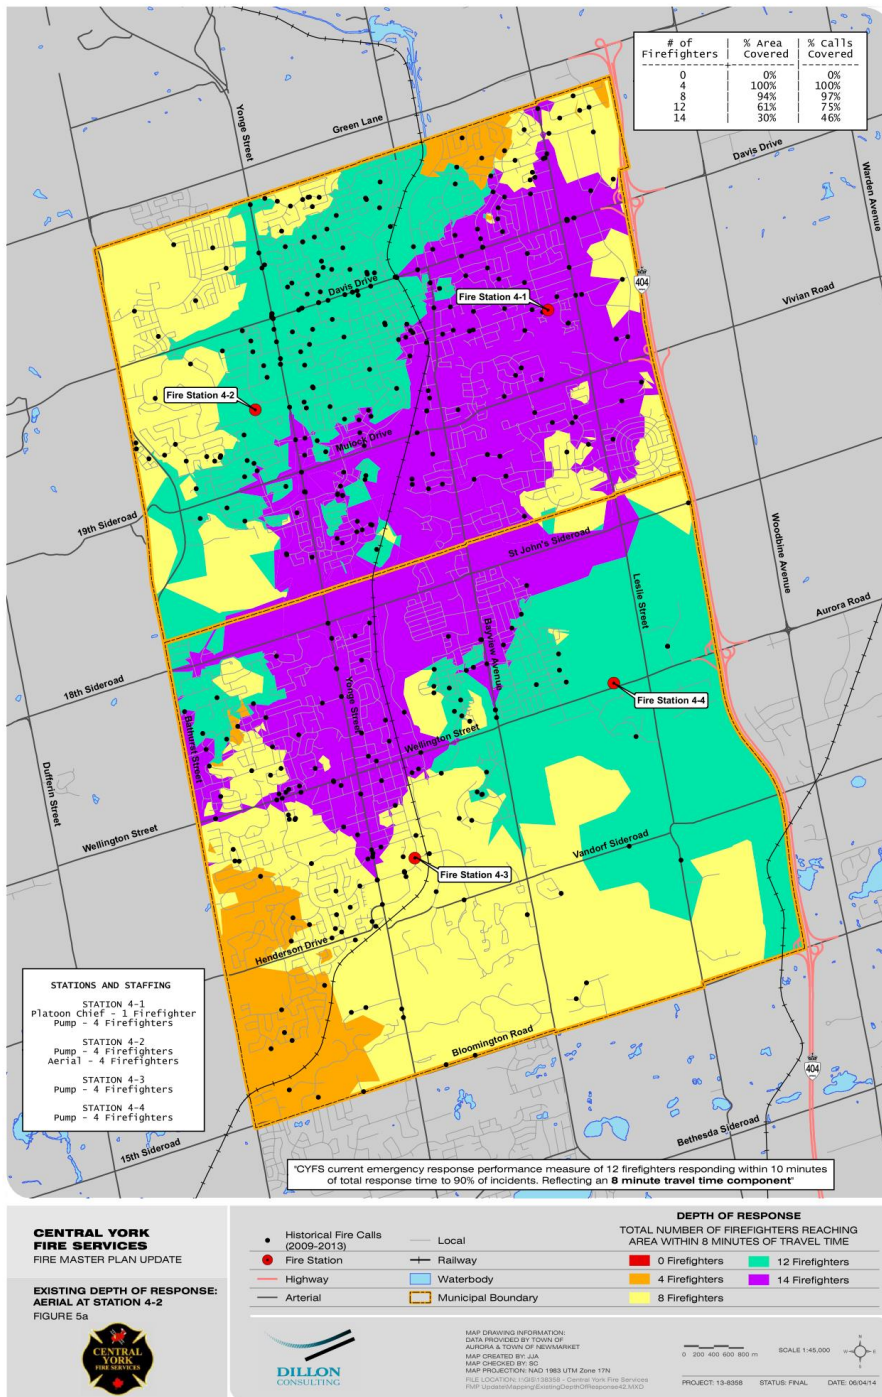 # of | % Area | % Calls
Firefighters | Covered | Covered
0 | 0% | 0%
4 | 100% | 100%
8 | 94% | 97%
12 | 61% | 75%
14 | 30% | 46%
Green Lane
Yonge Street
Davis Drive
Warden Avenue
404
Vivian Road
Davis Drive
Fire Station 4-1
Fire Station 4-2
Mulock Drive
19th Sideroad
St John's Sideroad
Woodbine Avenue
Leslie Street
Aurora Road
Bayview Avenue
18th Sideroad
Bathurst Street
Yonge Street
Fire Station 4-4
Wellington Street
Dufferin Street
Wellington Street
Vandorf Sideroad
Fire Station 4-3
Henderson Drive
STATIONS AND STAFFING
STATION 4-1
Platoon Chief - 1 Firefighter
Pump - 4 Firefighters
STATION 4-2
Pump - 4 Firefighters
Aerial - 4 Firefighters
STATION 4-3
Pump - 4 Firefighters
STATION 4-4
Pump - 4 Firefighters
Bloomington Road
404
Bethesda Sideroad
15th Sideroad
"CYFS current emergency response performance measure of 12 firefighters responding within 10 minutes
of total response time to 90% of incidents. Reflecting an 8 minute travel time component"
CENTRAL YORK
FIRE SERVICES
FIRE MASTER PLAN UPDATE
EXISTING DEPTH OF RESPONSE:
AERIAL AT STATION 4-2
FIGURE 5a
CENTRAL
YORK
FIRE SERVICES
Historical Fire Calls
(2009-2013)
Fire Station
Highway
Arterial
Local
Railway
Waterbody
Municipal Boundary
DEPTH OF RESPONSE
TOTAL NUMBER OF FIREFIGHTERS REACHING
AREA WITHIN 8 MINUTES OF TRAVEL TIME
0 Firefighters
4 Firefighters
8 Firefighters
12 Firefighters
14 Firefighters
DILLON
CONSULTING
MAP DRAWING INFORMATION:
DATA PROVIDED BY TOWN OF
AURORA & TOWN OF NEWMARKET
MAP CREATED BY: JJA
MAP CHECKED BY: SC
MAP PROJECTION: NAD 1983 UTM Zone 17N
0 200 400 600 800 m
SCALE 1:45,000
PROJECT: 13-8358 STATUS: FINAL DATE: 06/04/14